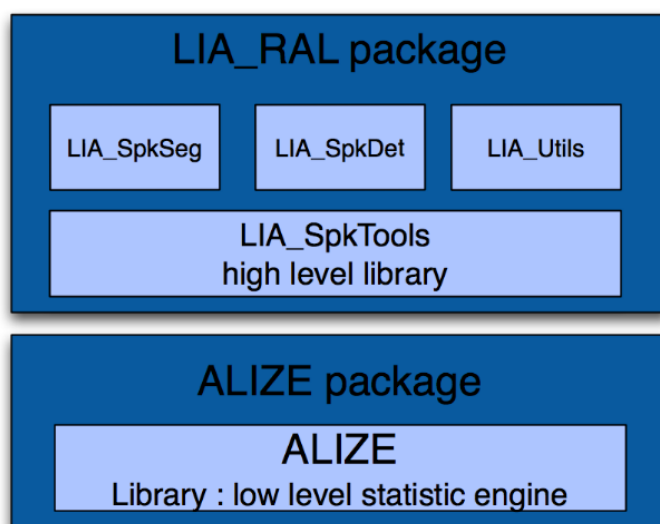 LIA_RAL package
LIA_SpkSeg LIA_SpkDet LIA_Utils
LIA_SpkTools
high level library
ALIZE package
ALIZE
Library : low level statistic engine